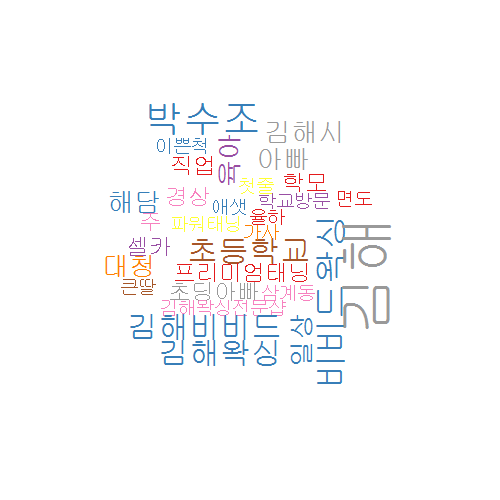 박수조
김해시
이쁜척
육아
아빠
직업
첫줄
학모
해담
경상
애샛
학교방문
면도
수
파워태닝
율하
가사
셀카
초등학교
비비드왁싱
김해
대청
프리미엄태닝
큰딸
초딩아빠
삼계동
김해왁싱전문샵
김해비비드
일상
김해왁싱